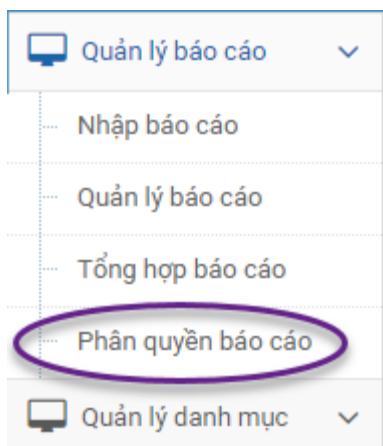 Quản lý báo cáo
Nhập báo cáo
Quản lý báo cáo
Tổng hợp báo cáo
Phân quyền báo cáo
Quản lý danh mục